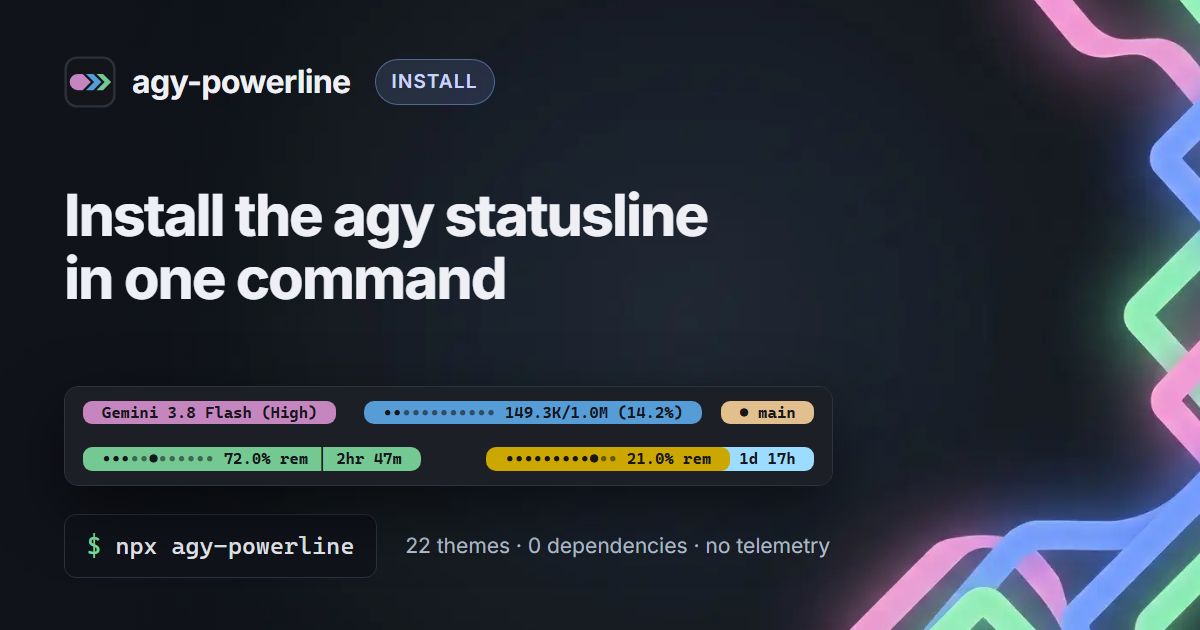 agy-powerline INSTALL
Install the agy statusline
in one command
Gemini 3.8 Flash (High) 149.3K/1.0M (14.2%) ● main
72.0% rem 2hr 47m 21.0% rem 1d 17h
$ npx agy-powerline 22 themes · 0 dependencies · no telemetry